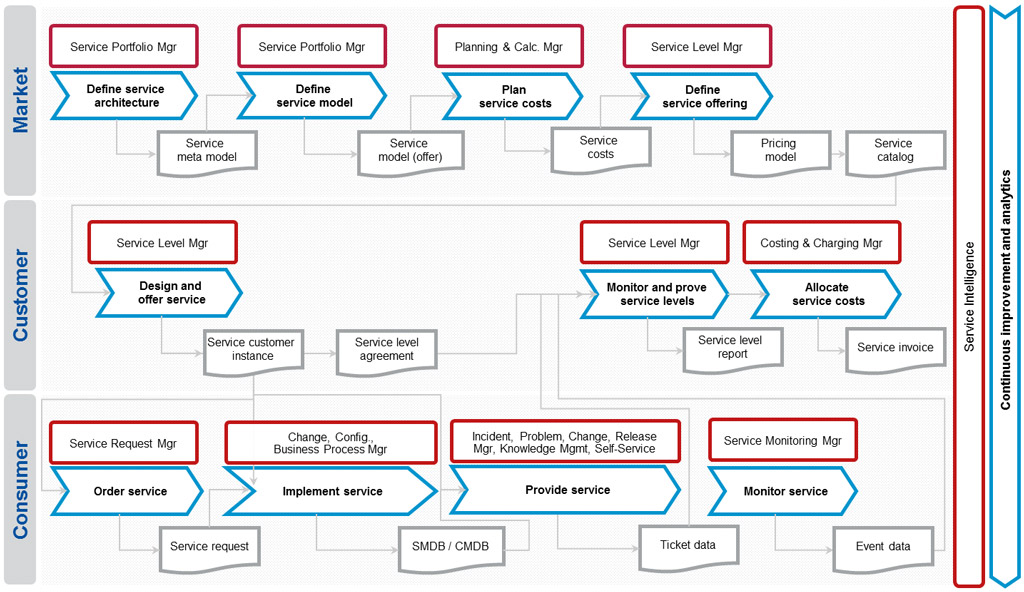 Market
Service Portfolio Mgr
Service Portfolio Mgr
Planning & Calc. Mgr
Service Level Mgr
Define service
architecture
Define
service model
Plan
service costs
Define
service offering
Service
meta model
Service
model (offer)
Service
costs
Pricing
model
Service
catalog
Customer
Service Level Mgr
Service Level Mgr
Costing & Charging Mgr
Design and
offer service
Monitor and prove
service levels
Allocate
service costs
Service customer
instance
Service level
agreement
Service level
report
Service invoice
Consumer
Service Request Mgr
Change, Config.,
Business Process Mgr
Incident, Problem, Change, Release
Mgr, Knowledge Mgmt, Self-Service
Service Monitoring Mgr
Order service
Implement service
Provide service
Monitor service
Service request
SMDB / CMDB
Ticket data
Event data
Service Intelligence
Continuous improvement and analytics